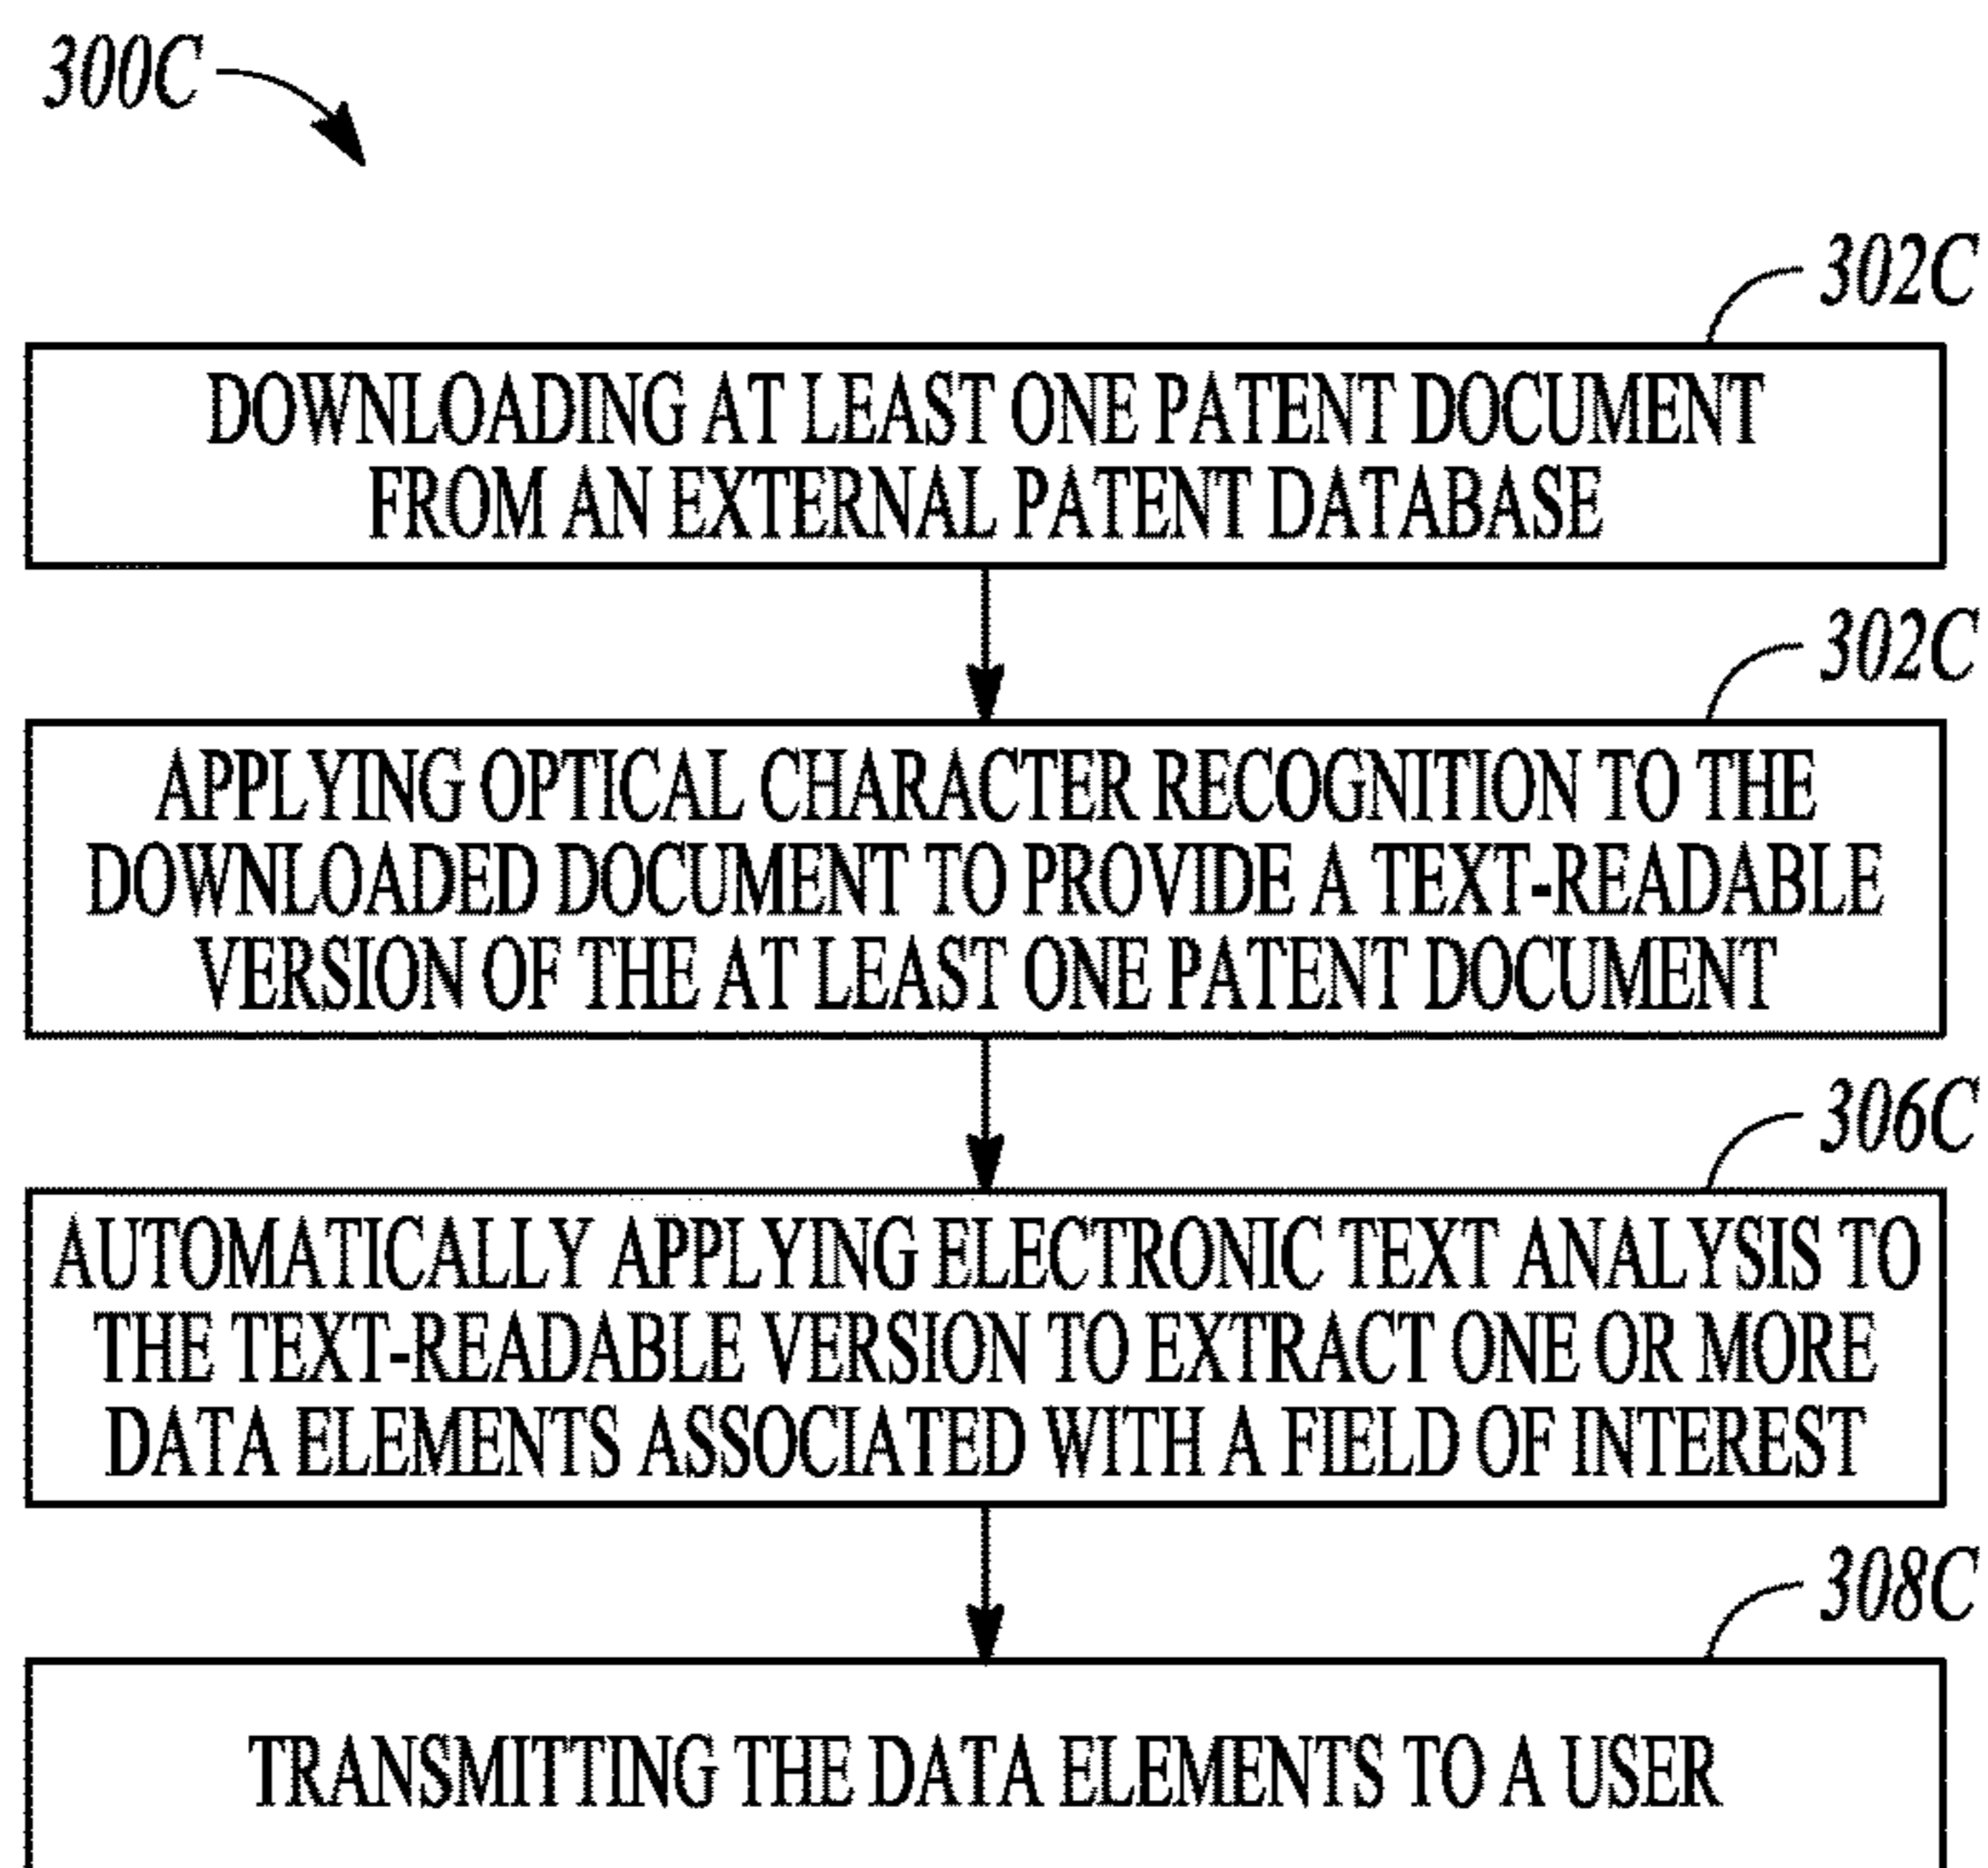 300C
302C
DOWNLOADING AT LEAST ONE PATENT DOCUMENT
FROM AN EXTERNAL PATENT DATABASE
302C
APPLYING OPTICAL CHARACTER RECOGNITION TO THE
DOWNLOADED DOCUMENT TO PROVIDE A TEXT-READABLE
VERSION OF THE AT LEAST ONE PATENT DOCUMENT
306C
AUTOMATICALLY APPLYING ELECTRONIC TEXT ANALYSIS TO
THE TEXT-READABLE VERSION TO EXTRACT ONE OR MORE
DATA ELEMENTS ASSOCIATED WITH A FIELD OF INTEREST
308C
TRANSMITTING THE DATA ELEMENTS TO A USER